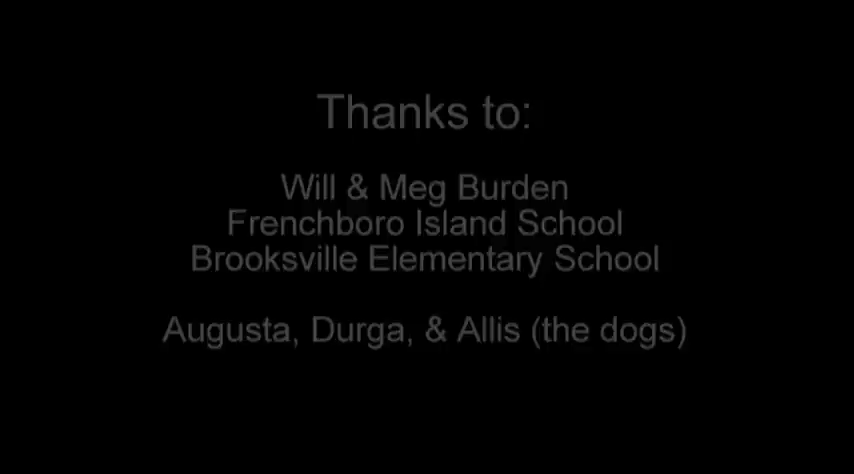 Thanks to:
Will & Meg Burden
Frenchboro Island School
Brooksville Elementary School
Augusta, Durga, & Allis (the dogs)